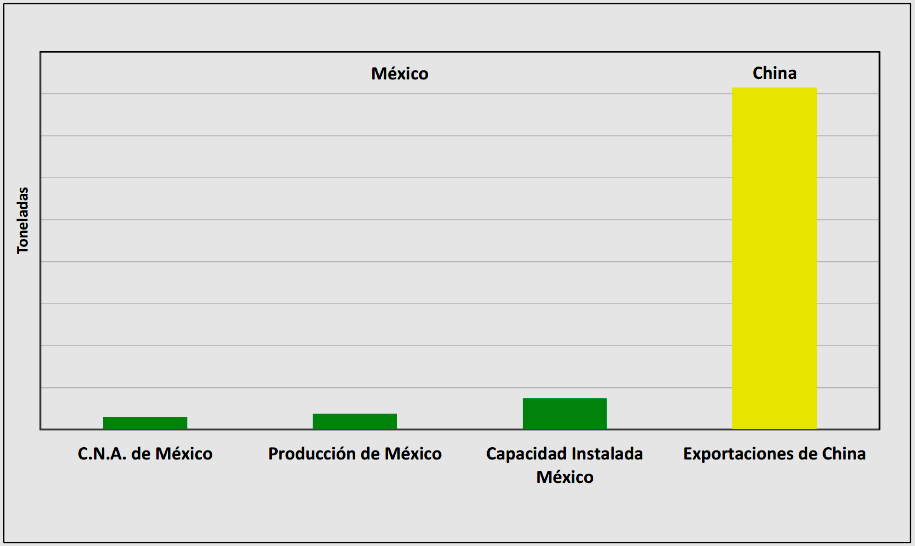 México
China
Toneladas
C.N.A. de México
Producción de México
Capacidad Instalada
México
Exportaciones de China